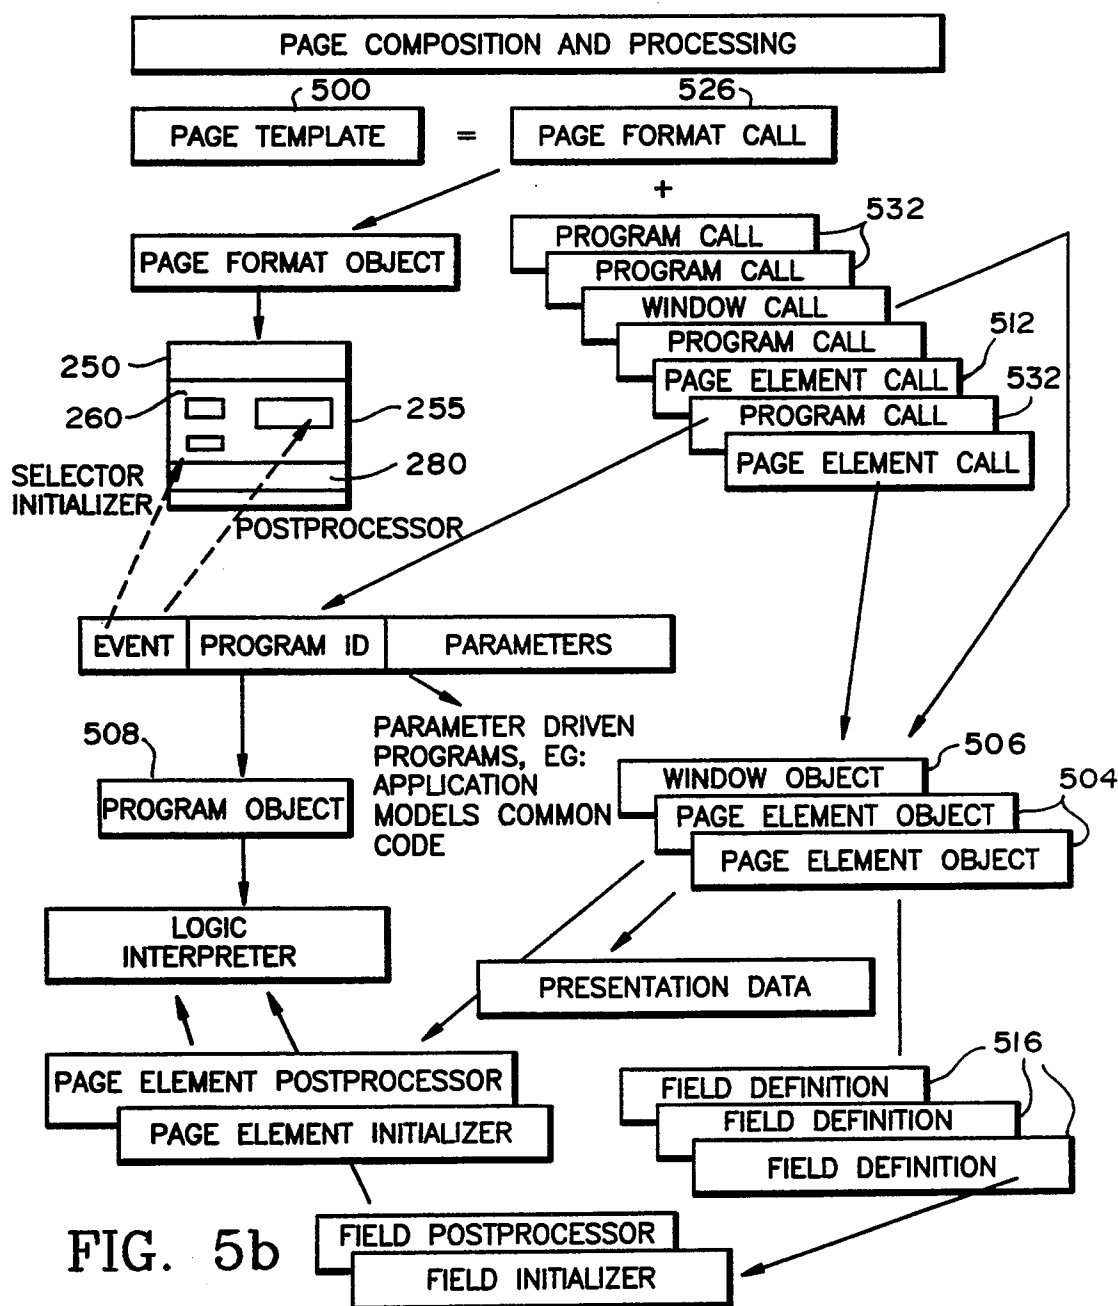 PAGE COMPOSITION AND PROCESSING
500
526
PAGE TEMPLATE = PAGE FORMAT CALL
+
532
PROGRAM CALL
PAGE FORMAT OBJECT
PROGRAM CALL
WINDOW CALL
PROGRAM CALL
512
PAGE ELEMENT CALL
532
PROGRAM CALL
PAGE ELEMENT CALL
250
260
255
280
SELECTOR
INITIALIZER
POSTPROCESSOR
EVENT PROGRAM ID PARAMETERS
PARAMETER DRIVEN
PROGRAMS, EG:
APPLICATION
MODELS COMMON
CODE
508
PROGRAM OBJECT
506
WINDOW OBJECT
504
PAGE ELEMENT OBJECT
PAGE ELEMENT OBJECT
LOGIC
INTERPRETER
PRESENTATION DATA
516
PAGE ELEMENT POSTPROCESSOR
PAGE ELEMENT INITIALIZER
FIELD DEFINITION
FIELD DEFINITION
FIELD DEFINITION
FIELD POSTPROCESSOR
FIELD INITIALIZER
FIG. 5b